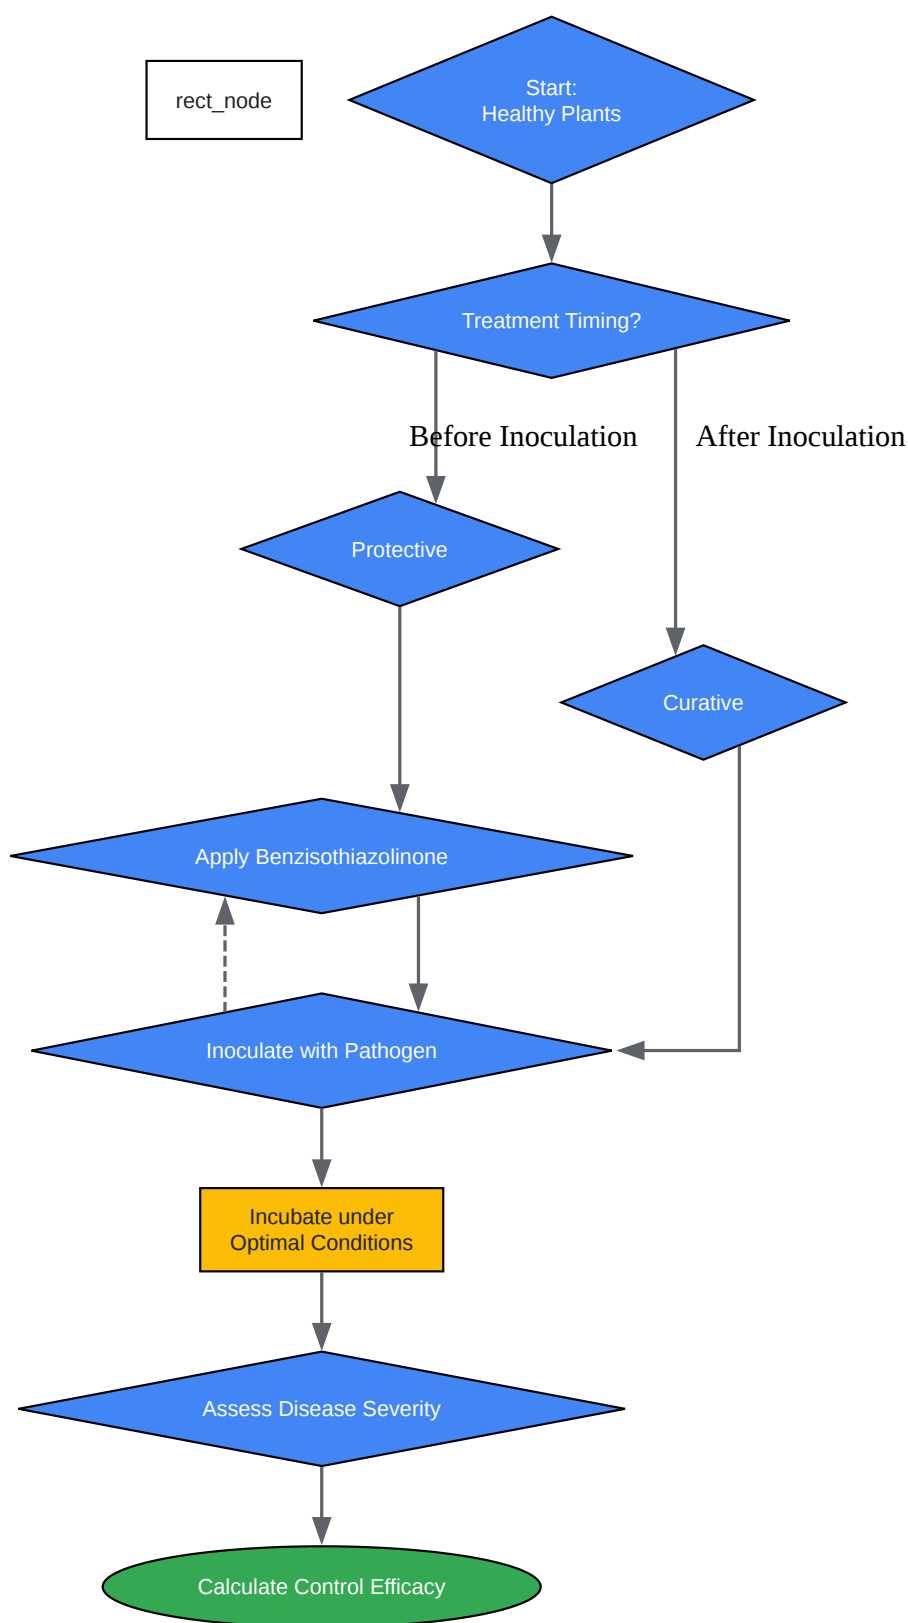 rect_node
Start:
Healthy Plants
Treatment Timing?
Before Inoculation
After Inoculation
Protective
Curative
Apply Benzisothiazolinone
Inoculate with Pathogen
Incubate under
Optimal Conditions
Assess Disease Severity
Calculate Control Efficacy